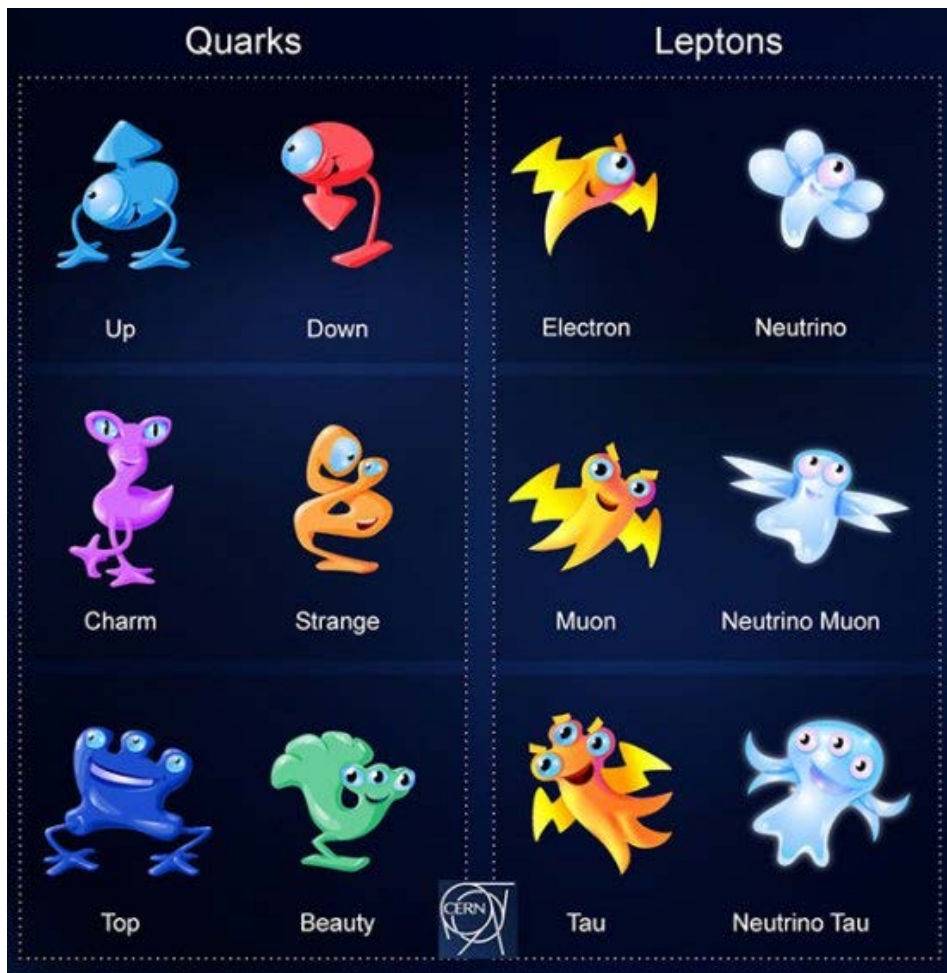 Quarks
Leptons
Up
Down
Electron
Neutrino
Charm
Strange
Muon
Neutrino Muon
Top
Beauty
Tau
Neutrino Tau
CERN